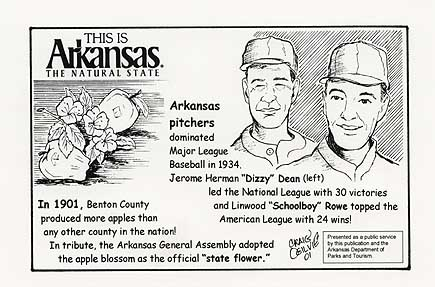 THIS IS
Arkansas.
THE NATURAL STATE
Arkansas
pitchers
dominated
Major League
Baseball in 1934.
Jerome Herman "Dizzy" Dean (left)
led the National League with 30 victories
and Linwood "Schoolboy" Rowe topped the
American League with 24 wins!
In 1901, Benton County
produced more apples than
any other county in the nation!
In tribute, the Arkansas General Assembly adopted
the apple blossom as the official "state flower."
CRAIG
OGILVIE
01
Presented as a public service
by this publication and the
Arkansas Department of
Parks and Tourism.